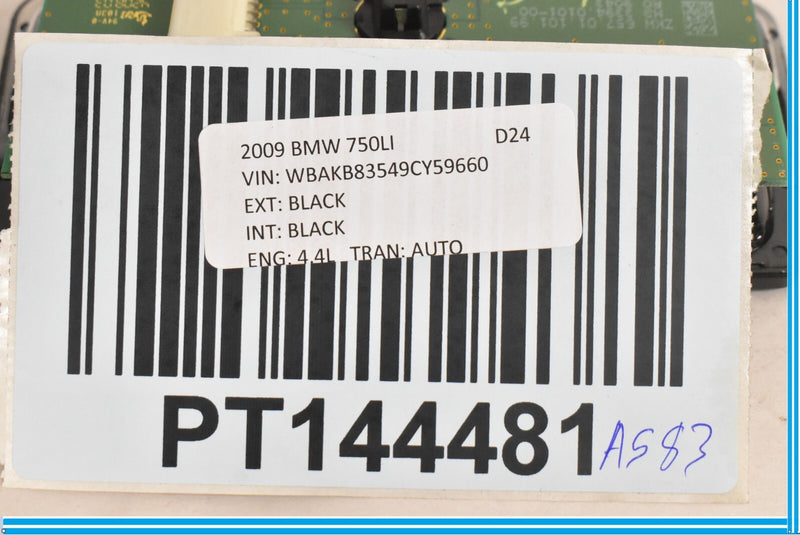 2009 BMW 750LI D24
VIN: WBAKB83549CY59660
EXT: BLACK
INT: BLACK
ENG: 4.4L TRAN: AUTO
PT144481
A583